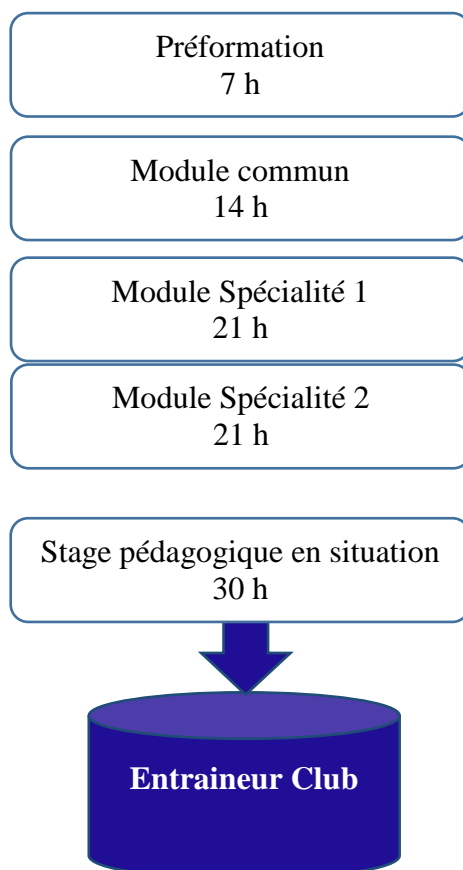 Préformation
7 h
Module commun
14 h
Module Spécialité 1
21 h
Module Spécialité 2
21 h
Stage pédagogique en situation
30 h
Entraineur Club